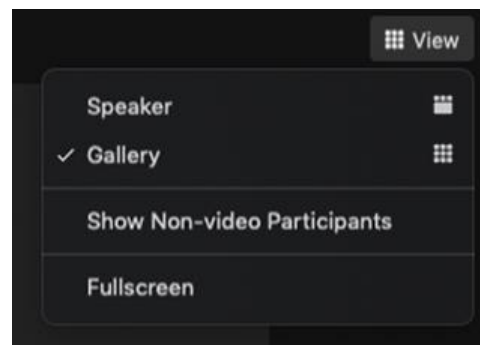 View
Speaker
Gallery
Show Non-video Participants
Fullscreen